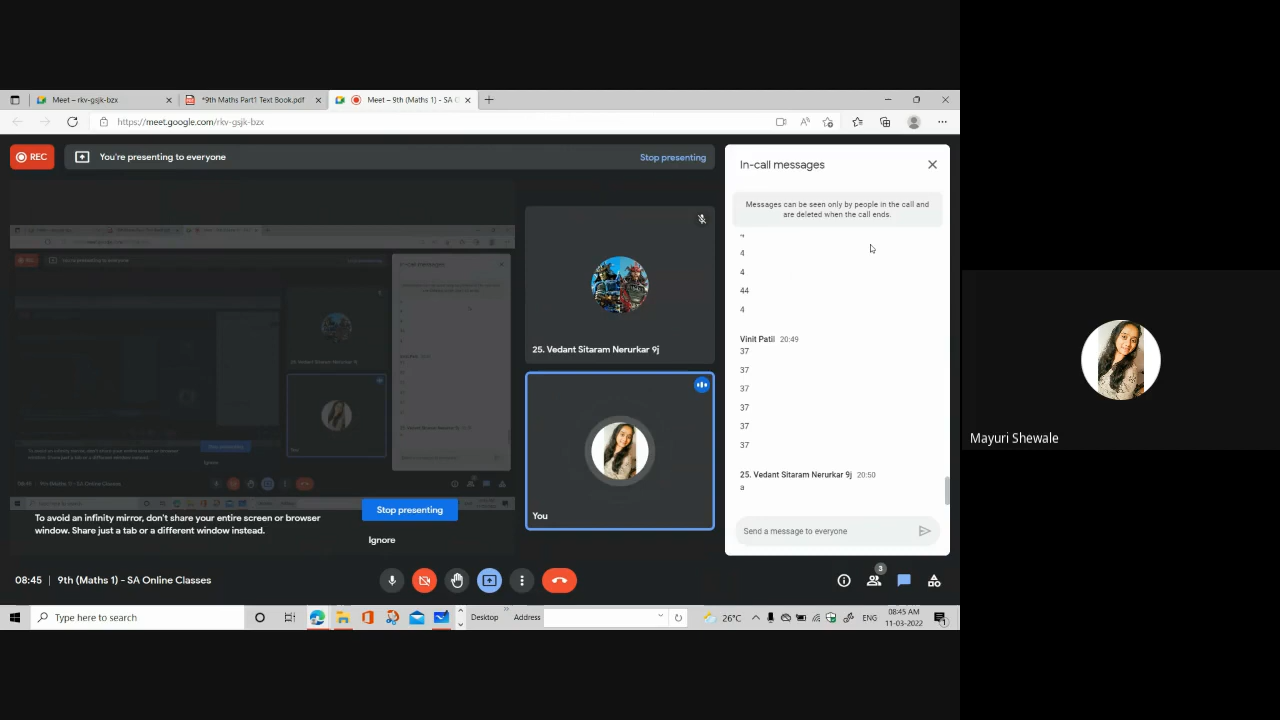 Meet – rkv-gsjk-bzx
*9th Maths Part1 Text Book.pdf
Meet – 9th (Maths 1) - SA
https://meet.google.com/rkv-gsjk-bzx
REC
You're presenting to everyone
Stop presenting
In-call messages
Messages can be seen only by people in the call and
are deleted when the call ends.
4
4
4
44
4
Vinit Patil 20:49
37
37
37
37
37
37
25. Vedant Sitaram Nerurkar 9j 20:50
a
Send a message to everyone
25. Vedant Sitaram Nerurkar 9j
You
To avoid an infinity mirror, don't share your entire screen or browser
window. Share just a tab or a different window instead.
Stop presenting
Ignore
08:45 | 9th (Maths 1) - SA Online Classes
3
Type here to search
Desktop
Address
26°C
ENG
08:45 AM
11-03-2022
1
Mayuri Shewale